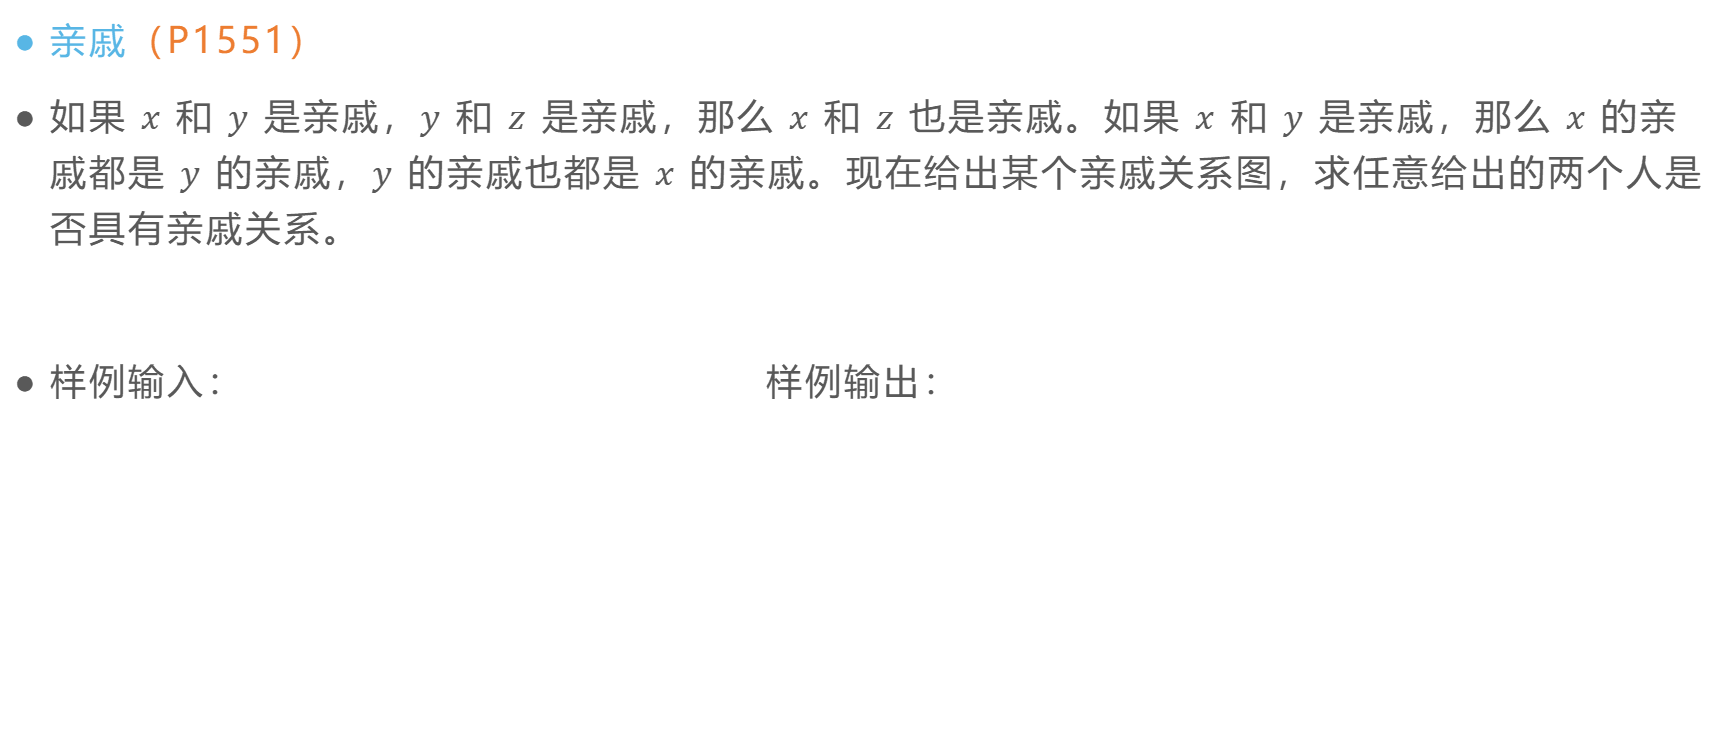 ● 亲戚（P1551）
● 如果 x 和 y 是亲戚，y 和 z 是亲戚，那么 x 和 z 也是亲戚。如果 x 和 y 是亲戚，那么 x 的亲
戚都是 y 的亲戚，y 的亲戚也都是 x 的亲戚。现在给出某个亲戚关系图，求任意给出的两个人是
否具有亲戚关系。
● 样例输入： 样例输出：